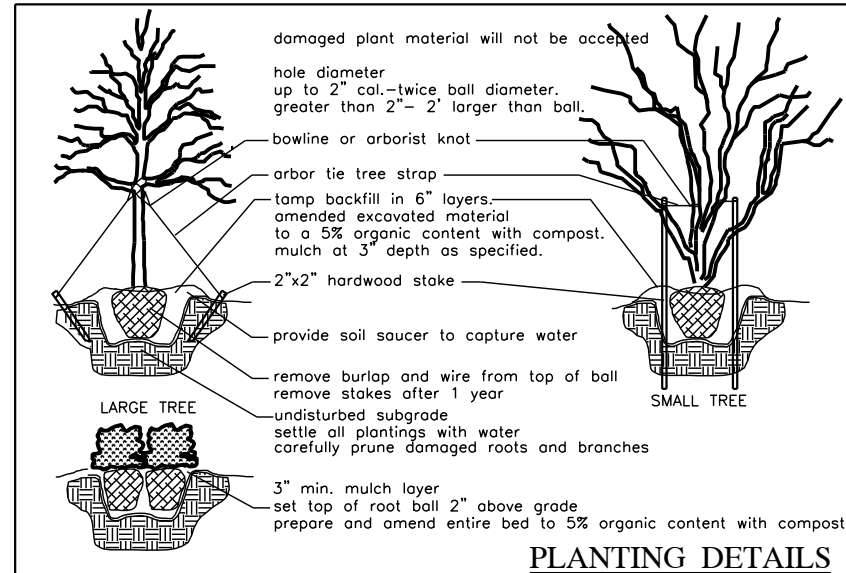 damaged plant material will not be accepted
hole diameter
up to 2" cal.-twice ball diameter.
greater than 2"- 2' larger than ball.
bowline or arborist knot
arbor tie tree strap
tamp backfill in 6" layers.
amended excavated material
to a 5% organic content with compost.
mulch at 3" depth as specified.
2"x2" hardwood stake
provide soil saucer to capture water
remove burlap and wire from top of ball
remove stakes after 1 year
LARGE TREE
SMALL TREE
undisturbed subgrade
settle all plantings with water
carefully prune damaged roots and branches
3" min. mulch layer
set top of root ball 2" above grade
prepare and amend entire bed to 5% organic content with compost
PLANTING DETAILS